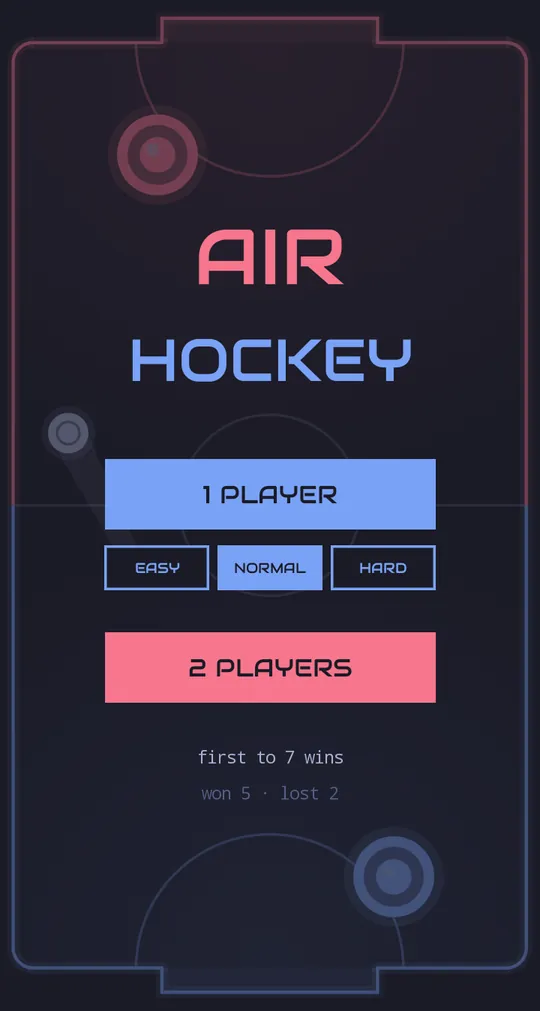 AIR
HOCKEY
1 PLAYER
EASY NORMAL HARD
2 PLAYERS
first to 7 wins
won 5 · lost 2